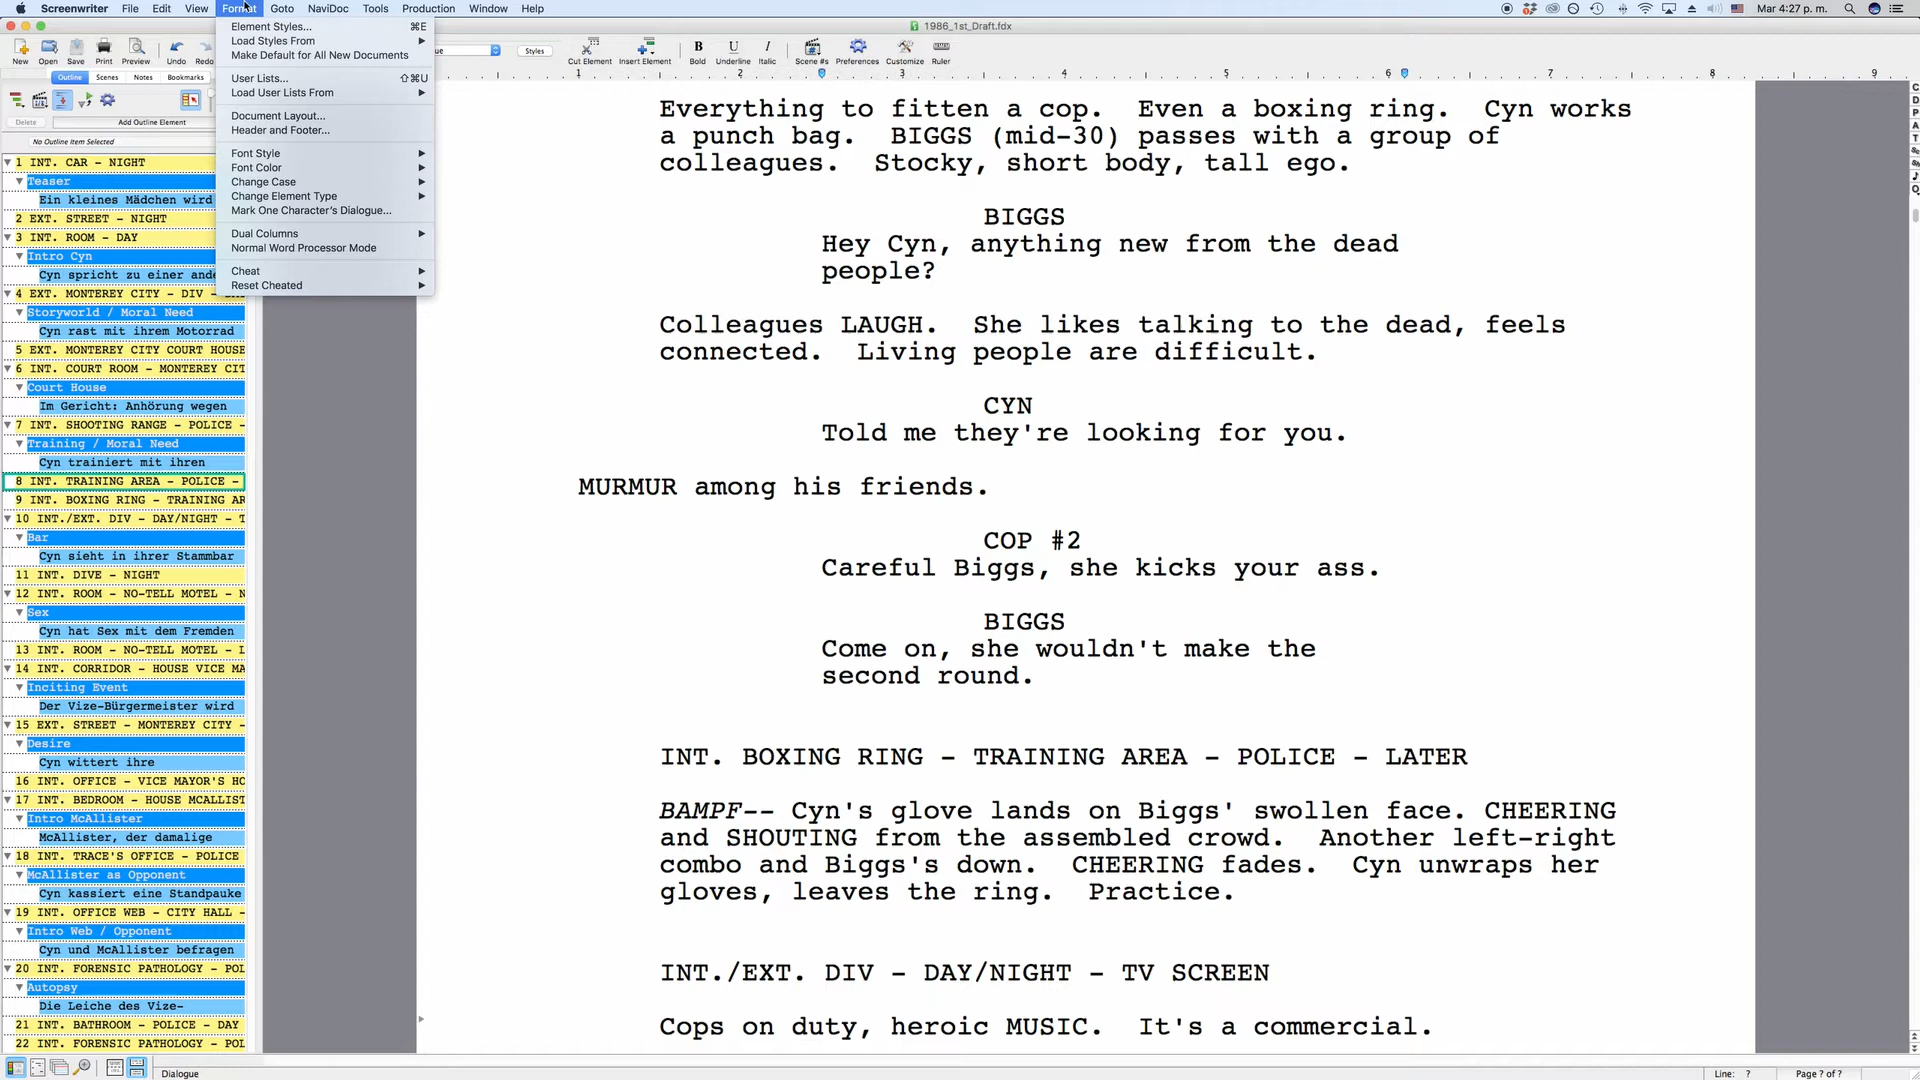 Screenwriter File Edit View Format Goto NaviDoc Tools Production Window Help
Mar 4:27 p. m.
1986_1st_Draft.fdx
New Open Save Print Preview Undo Redo
Styles
Cut Element Insert Element
B Bold
U Underline
I Italic
Scene #s Preferences Customize Ruler
Outline Scenes Notes Bookmarks
1 2 3 4 5 6 7 8 9
Delete Add Outline Element
No Outline Item Selected
1 INT. CAR - NIGHT
Teaser
Ein kleines Mädchen wird
2 EXT. STREET - NIGHT
3 INT. ROOM - DAY
Intro Cyn
Cyn spricht zu einer ande
4 EXT. MONTEREY CITY - DIV - 
Storyworld / Moral Need
Cyn rast mit ihrem Motorrad
5 EXT. MONTEREY CITY COURT HOUSE
6 INT. COURT ROOM - MONTEREY CIT
Court House
Im Gericht: Anhörung wegen
7 INT. SHOOTING RANGE - POLICE -
Training / Moral Need
Cyn trainiert mit ihren
8 INT. TRAINING AREA - POLICE -
9 INT. BOXING RING - TRAINING AR
10 INT./EXT. DIV - DAY/NIGHT - T
Bar
Cyn sieht in ihrer Stammbar
11 INT. DIVE - NIGHT
12 INT. ROOM - NO-TELL MOTEL - N
Sex
Cyn hat Sex mit dem Fremden
13 INT. ROOM - NO-TELL MOTEL - L
14 INT. CORRIDOR - HOUSE VICE MA
Inciting Event
Der Vize-Bürgermeister wird
15 EXT. STREET - MONTEREY CITY -
Desire
Cyn wittert ihre
16 INT. OFFICE - VICE MAYOR'S HO
17 INT. BEDROOM - HOUSE MCALLIST
Intro McAllister
McAllister, der damalige
18 INT. TRACE'S OFFICE - POLICE
McAllister as Opponent
Cyn kassiert eine Standpauke
19 INT. OFFICE WEB - CITY HALL -
Intro Web / Opponent
Cyn und McAllister befragen
20 INT. FORENSIC PATHOLOGY - POL
Autopsy
Die Leiche des Vize-
21 INT. BATHROOM - POLICE - DAY
22 INT. FORENSIC PATHOLOGY - POL
Element Styles... ⌘E
Load Styles From
Make Default for All New Documents
User Lists... ⇧⌘U
Load User Lists From
Document Layout...
Header and Footer...
Font Style
Font Color
Change Case
Change Element Type
Mark One Character's Dialogue...
Dual Columns
Normal Word Processor Mode
Cheat
Reset Cheated
Everything to fitten a cop. Even a boxing ring. Cyn works
a punch bag. BIGGS (mid-30) passes with a group of
colleagues. Stocky, short body, tall ego.
BIGGS
Hey Cyn, anything new from the dead
people?
Colleagues LAUGH. She likes talking to the dead, feels
connected. Living people are difficult.
CYN
Told me they're looking for you.
MURMUR among his friends.
COP #2
Careful Biggs, she kicks your ass.
BIGGS
Come on, she wouldn't make the
second round.
INT. BOXING RING - TRAINING AREA - POLICE - LATER
BAMPF-- Cyn's glove lands on Biggs' swollen face. CHEERING
and SHOUTING from the assembled crowd. Another left-right
combo and Biggs's down. CHEERING fades. Cyn unwraps her
gloves, leaves the ring. Practice.
INT./EXT. DIV - DAY/NIGHT - TV SCREEN
Cops on duty, heroic MUSIC. It's a commercial.
Dialogue
Line: ? Page ? of ?